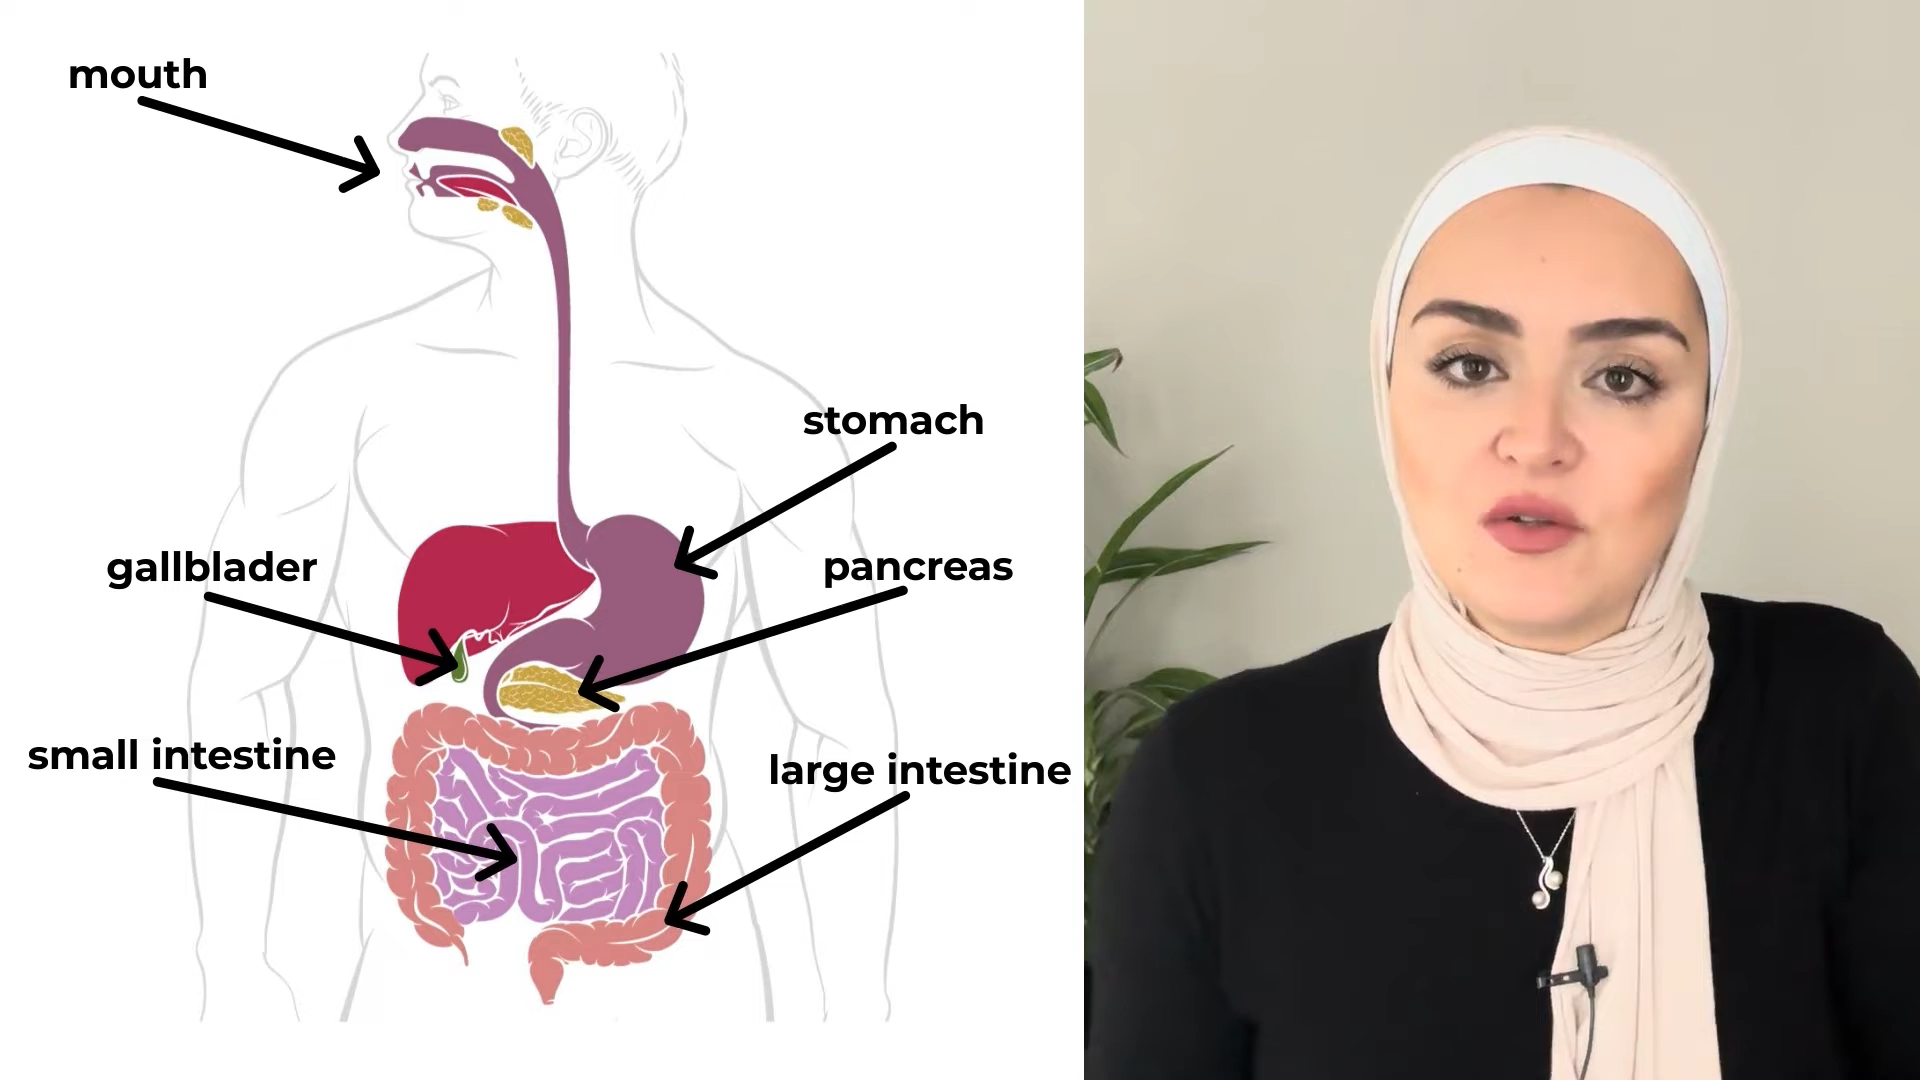 mouth
stomach
gallblader
pancreas
small intestine
large intestine